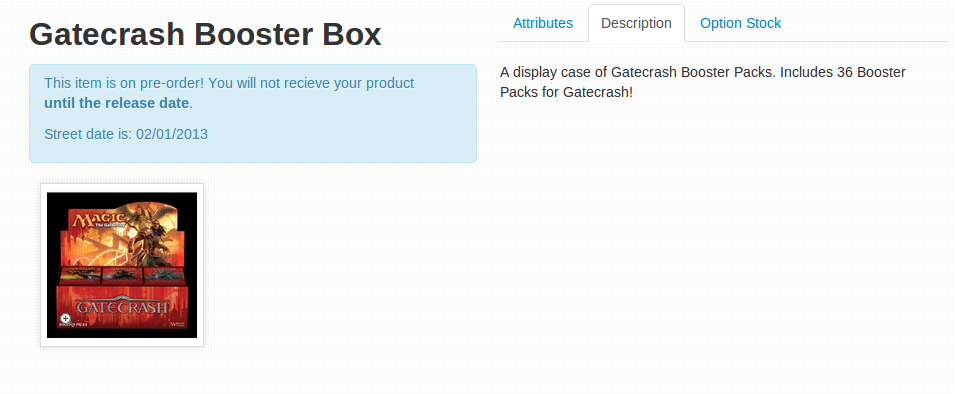 Gatecrash Booster Box
This item is on pre-order! You will not recieve your product
until the release date.
Street date is: 02/01/2013
MAGIC
The Gathering
GATECRASH
BOOSTER PACKS
Attributes
Description
Option Stock
A display case of Gatecrash Booster Packs. Includes 36 Booster
Packs for Gatecrash!